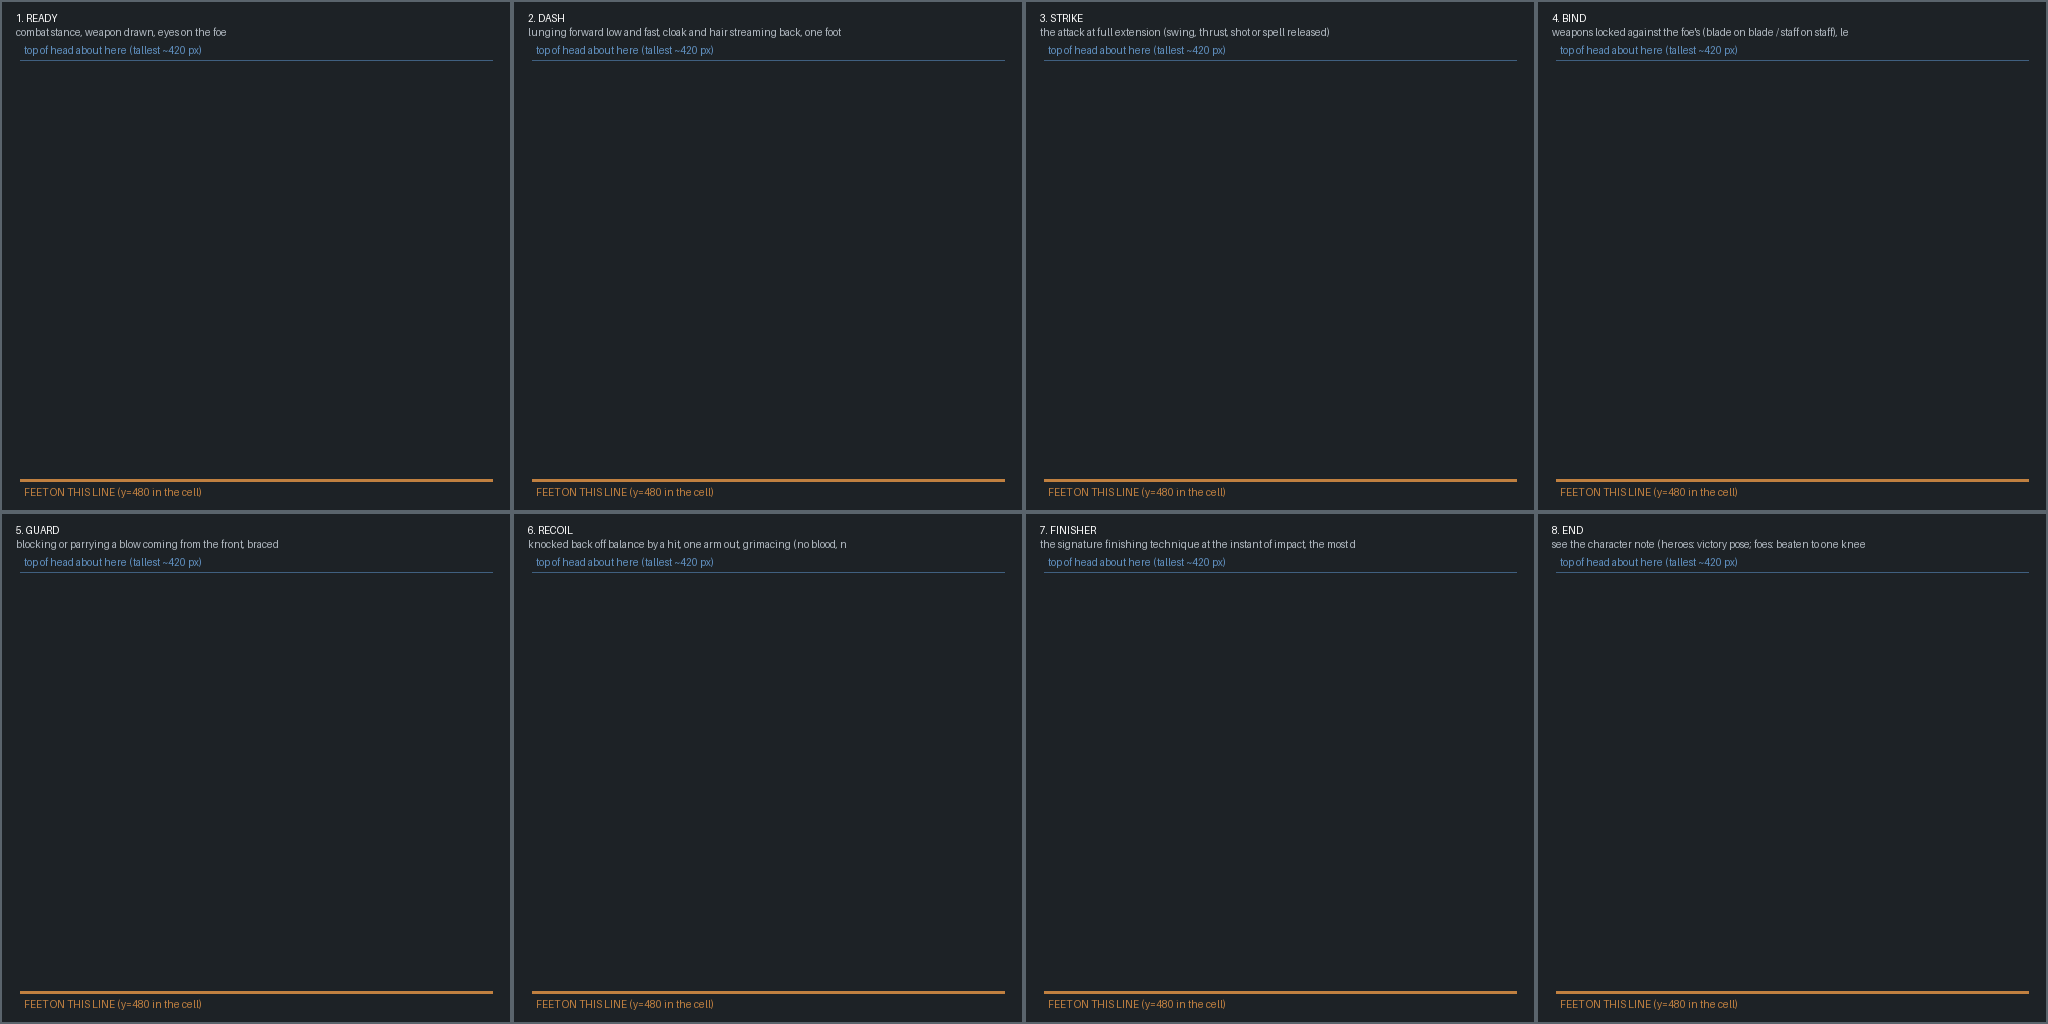 1. READY
combat stance, weapon drawn, eyes on the foe
top of head about here (tallest ~420 px)
FEET ON THIS LINE (y=480 in the cell)
2. DASH
lunging forward low and fast, cloak and hair streaming back, one foot
top of head about here (tallest ~420 px)
FEET ON THIS LINE (y=480 in the cell)
3. STRIKE
the attack at full extension (swing, thrust, shot or spell released)
top of head about here (tallest ~420 px)
FEET ON THIS LINE (y=480 in the cell)
4. BIND
weapons locked against the foe's (blade on blade / staff on staff), le
top of head about here (tallest ~420 px)
FEET ON THIS LINE (y=480 in the cell)
5. GUARD
blocking or parrying a blow coming from the front, braced
top of head about here (tallest ~420 px)
FEET ON THIS LINE (y=480 in the cell)
6. RECOIL
knocked back off balance by a hit, one arm out, grimacing (no blood, n
top of head about here (tallest ~420 px)
FEET ON THIS LINE (y=480 in the cell)
7. FINISHER
the signature finishing technique at the instant of impact, the most d
top of head about here (tallest ~420 px)
FEET ON THIS LINE (y=480 in the cell)
8. END
see the character note (heroes: victory pose; foes: beaten to one knee
top of head about here (tallest ~420 px)
FEET ON THIS LINE (y=480 in the cell)